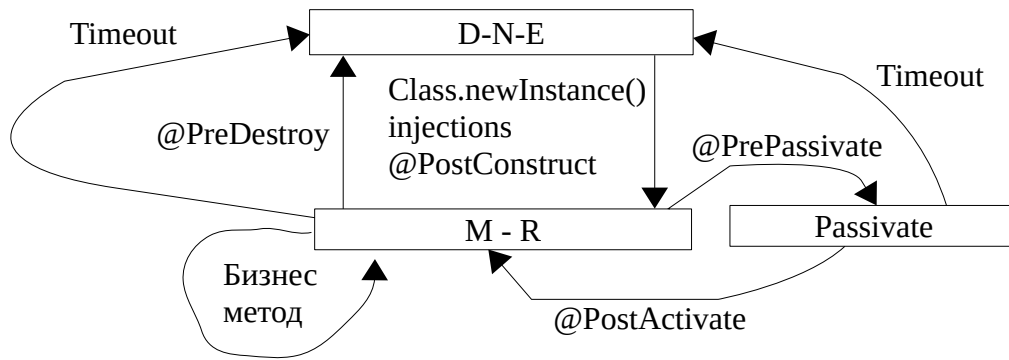 D-N-E
Timeout
Timeout
Class.newInstance()
injections
@PostConstruct
@PreDestroy
@PrePassivate
M - R
Passivate
Бизнес
метод
@PostActivate